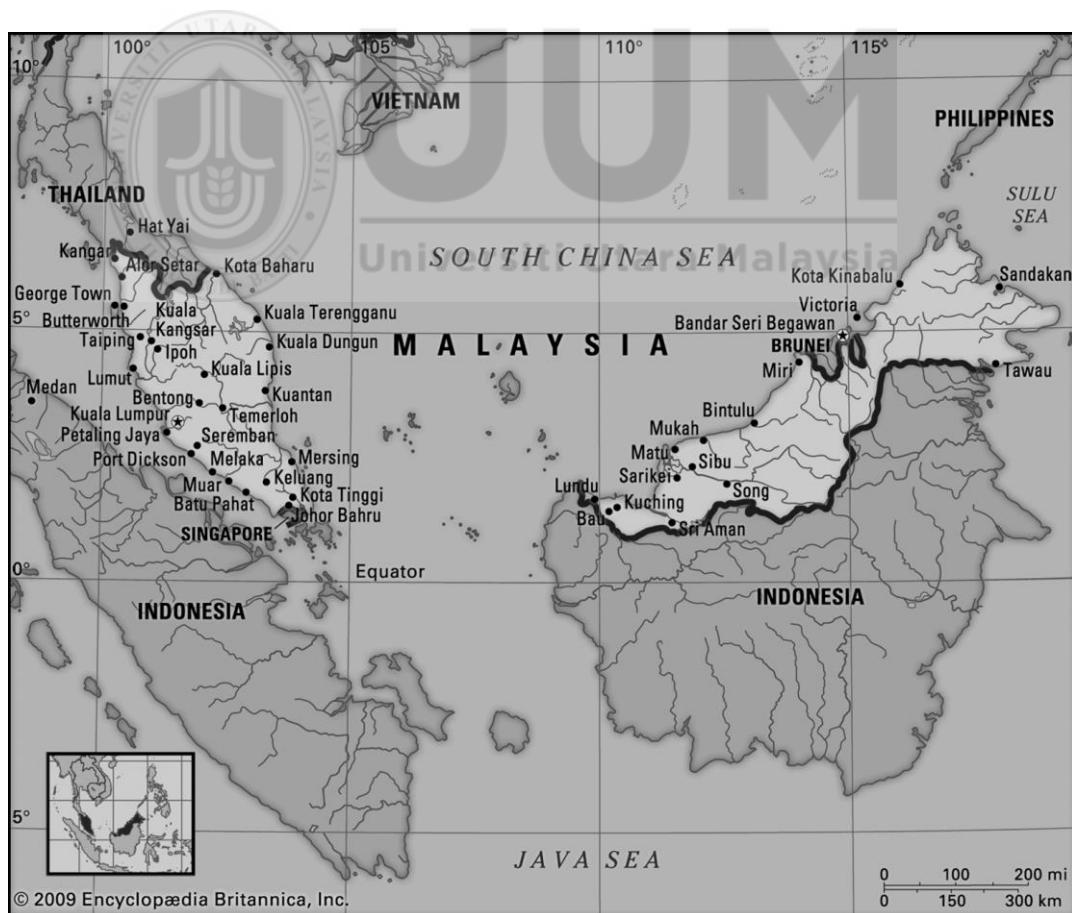 100°
105°
110°
115°
10°
UUM
Universiti Utara Malaysia
UNIVERSITI UTARA MALAYSIA
VIETNAM
PHILIPPINES
THAILAND
SULU
SEA
Hat Yai
Kangar
Alor Setar
Kota Baharu
SOUTH CHINA SEA
Kota Kinabalu
Sandakan
George Town
Kuala
Kangsar
Kuala Terengganu
Victoria
5°
Butterworth
Bandar Seri Begawan
Taiping
Ipoh
Kuala Dungun
MALAYSIA
BRUNEI
Miri
Tawau
Lumut
Kuala Lipis
Medan
Bentong
Kuantan
Kuala Lumpur
Temerloh
Bintulu
Petaling Jaya
Seremban
Mukah
Port Dickson
Melaka
Mersing
Matu
Sibu
Muar
Keluang
Sarikei
Song
Batu Pahat
Kota Tinggi
Lundu
Kuching
Johor Bahru
Bau
Sri Aman
SINGAPORE
0°
Equator
INDONESIA
INDONESIA
5°
JAVA SEA
0 100 200 mi
0 150 300 km
© 2009 Encyclopædia Britannica, Inc.